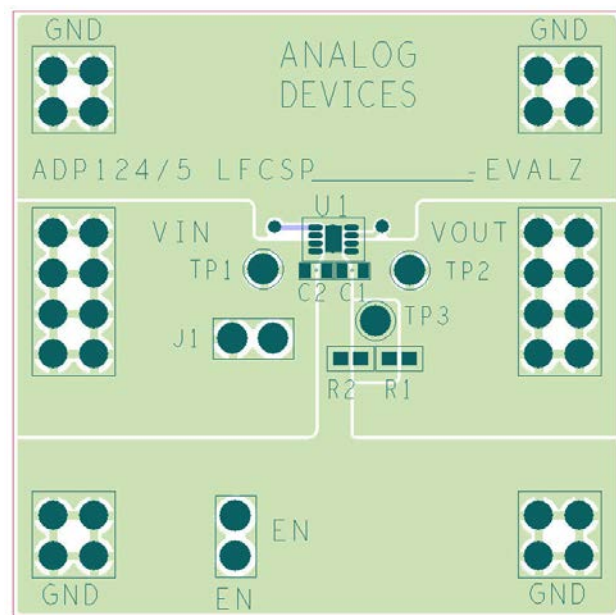 GND GND
ANALOG
DEVICES
ADP124/5 LFCSP__________-EVALZ
U1
VIN VOUT
TP1 TP2
C2 C1
TP3
J1
R2 R1
EN
GND GND
EN